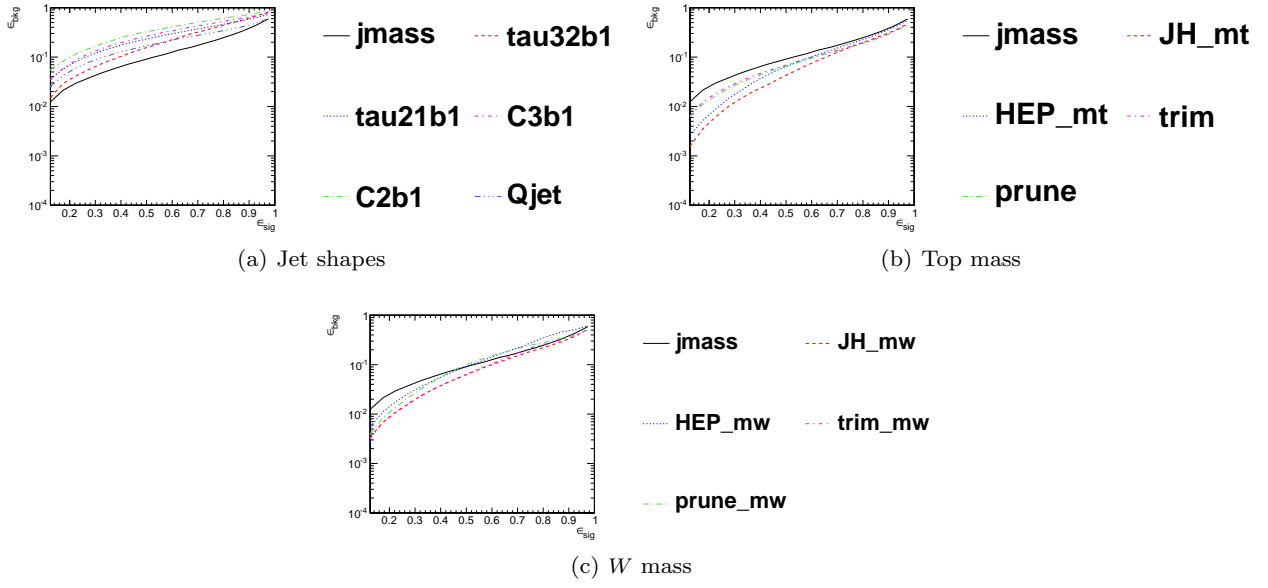 ϵ_bkg
1
10^-1
10^-2
10^-3
10^-4
0.2 0.3 0.4 0.5 0.6 0.7 0.8 0.9 1
ϵ_sig
jmass tau32b1
tau21b1 C3b1
C2b1 Qjet
(a) Jet shapes
ϵ_bkg
1
10^-1
10^-2
10^-3
10^-4
0.2 0.3 0.4 0.5 0.6 0.7 0.8 0.9 1
ϵ_sig
jmass JH_mt
HEP_mt trim
prune
(b) Top mass
ϵ_bkg
1
10^-1
10^-2
10^-3
10^-4
0.2 0.3 0.4 0.5 0.6 0.7 0.8 0.9 1
ϵ_sig
jmass JH_mw
HEP_mw trim_mw
prune_mw
(c) W mass